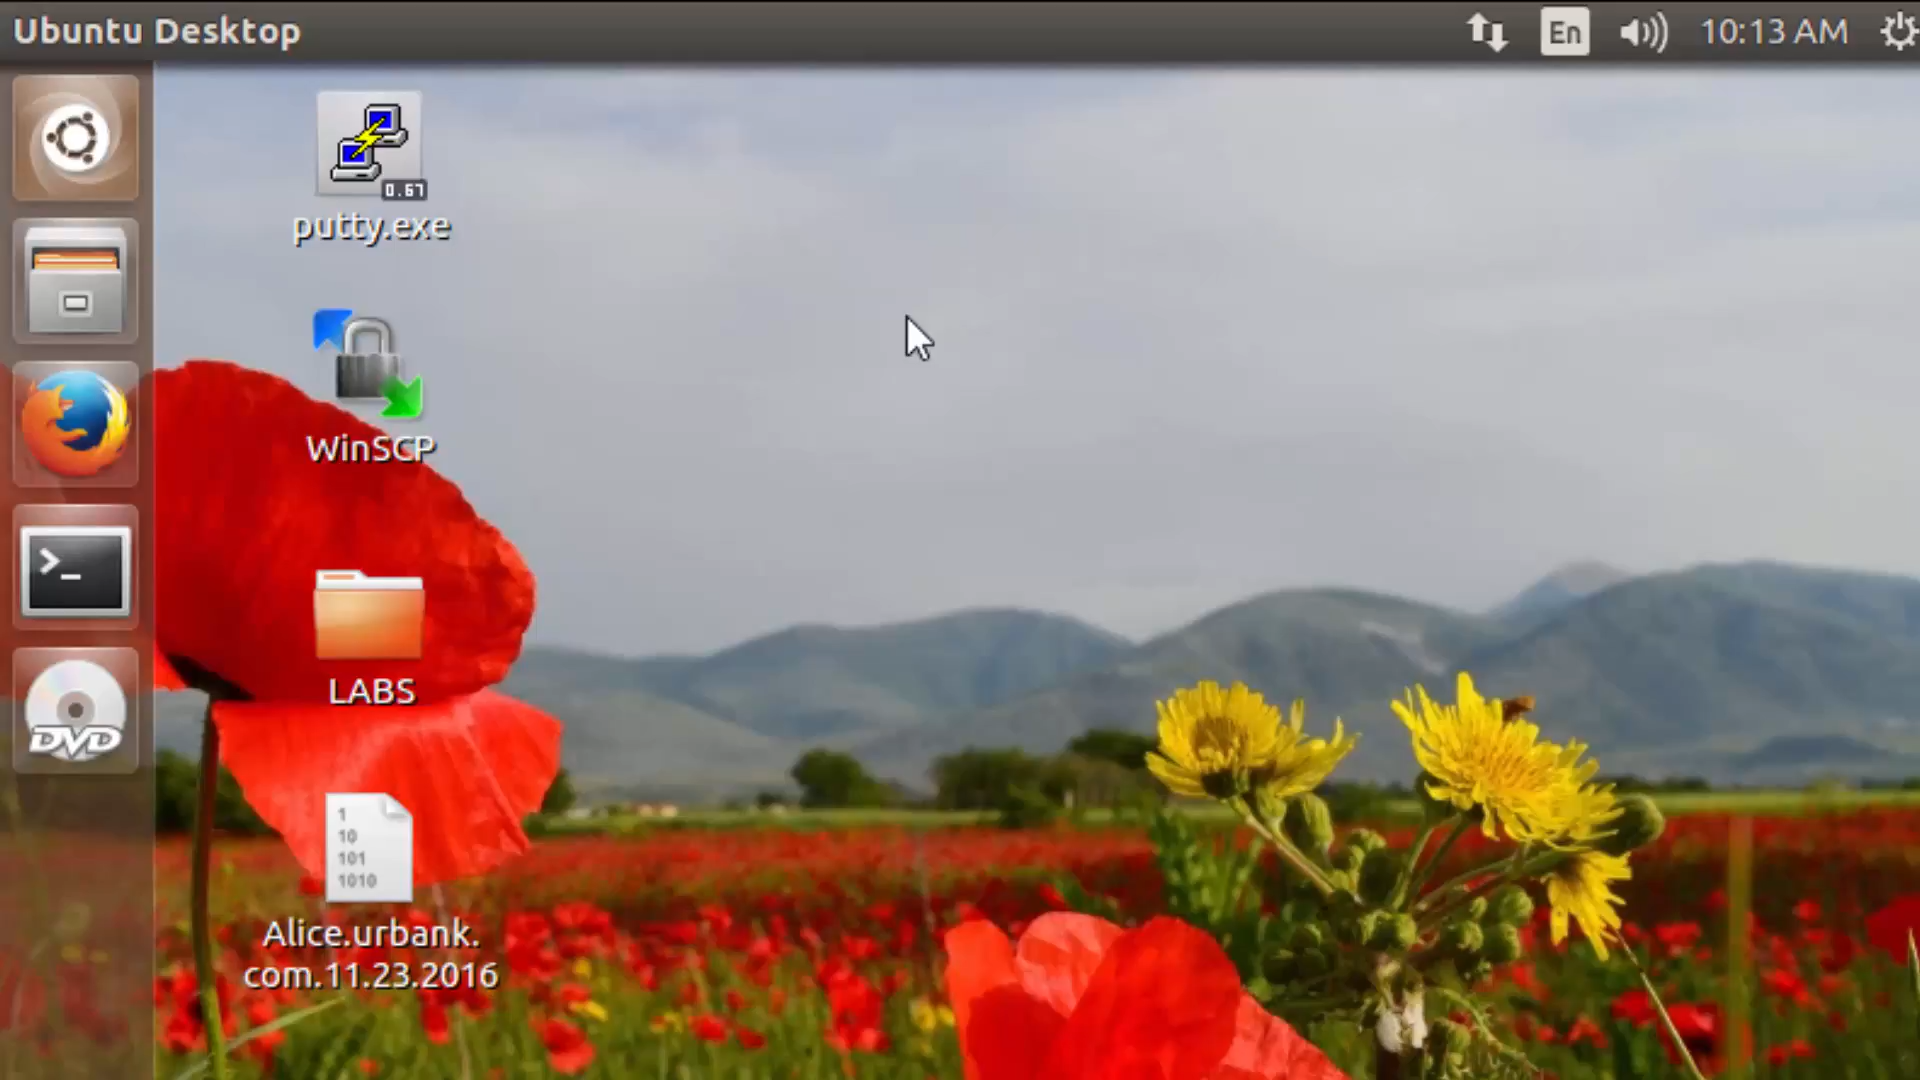 Ubuntu Desktop
En
10:13 AM
0.67
putty.exe
WinSCP
>_
LABS
DVD
1
10
101
1010
Alice.urbank.
com.11.23.2016